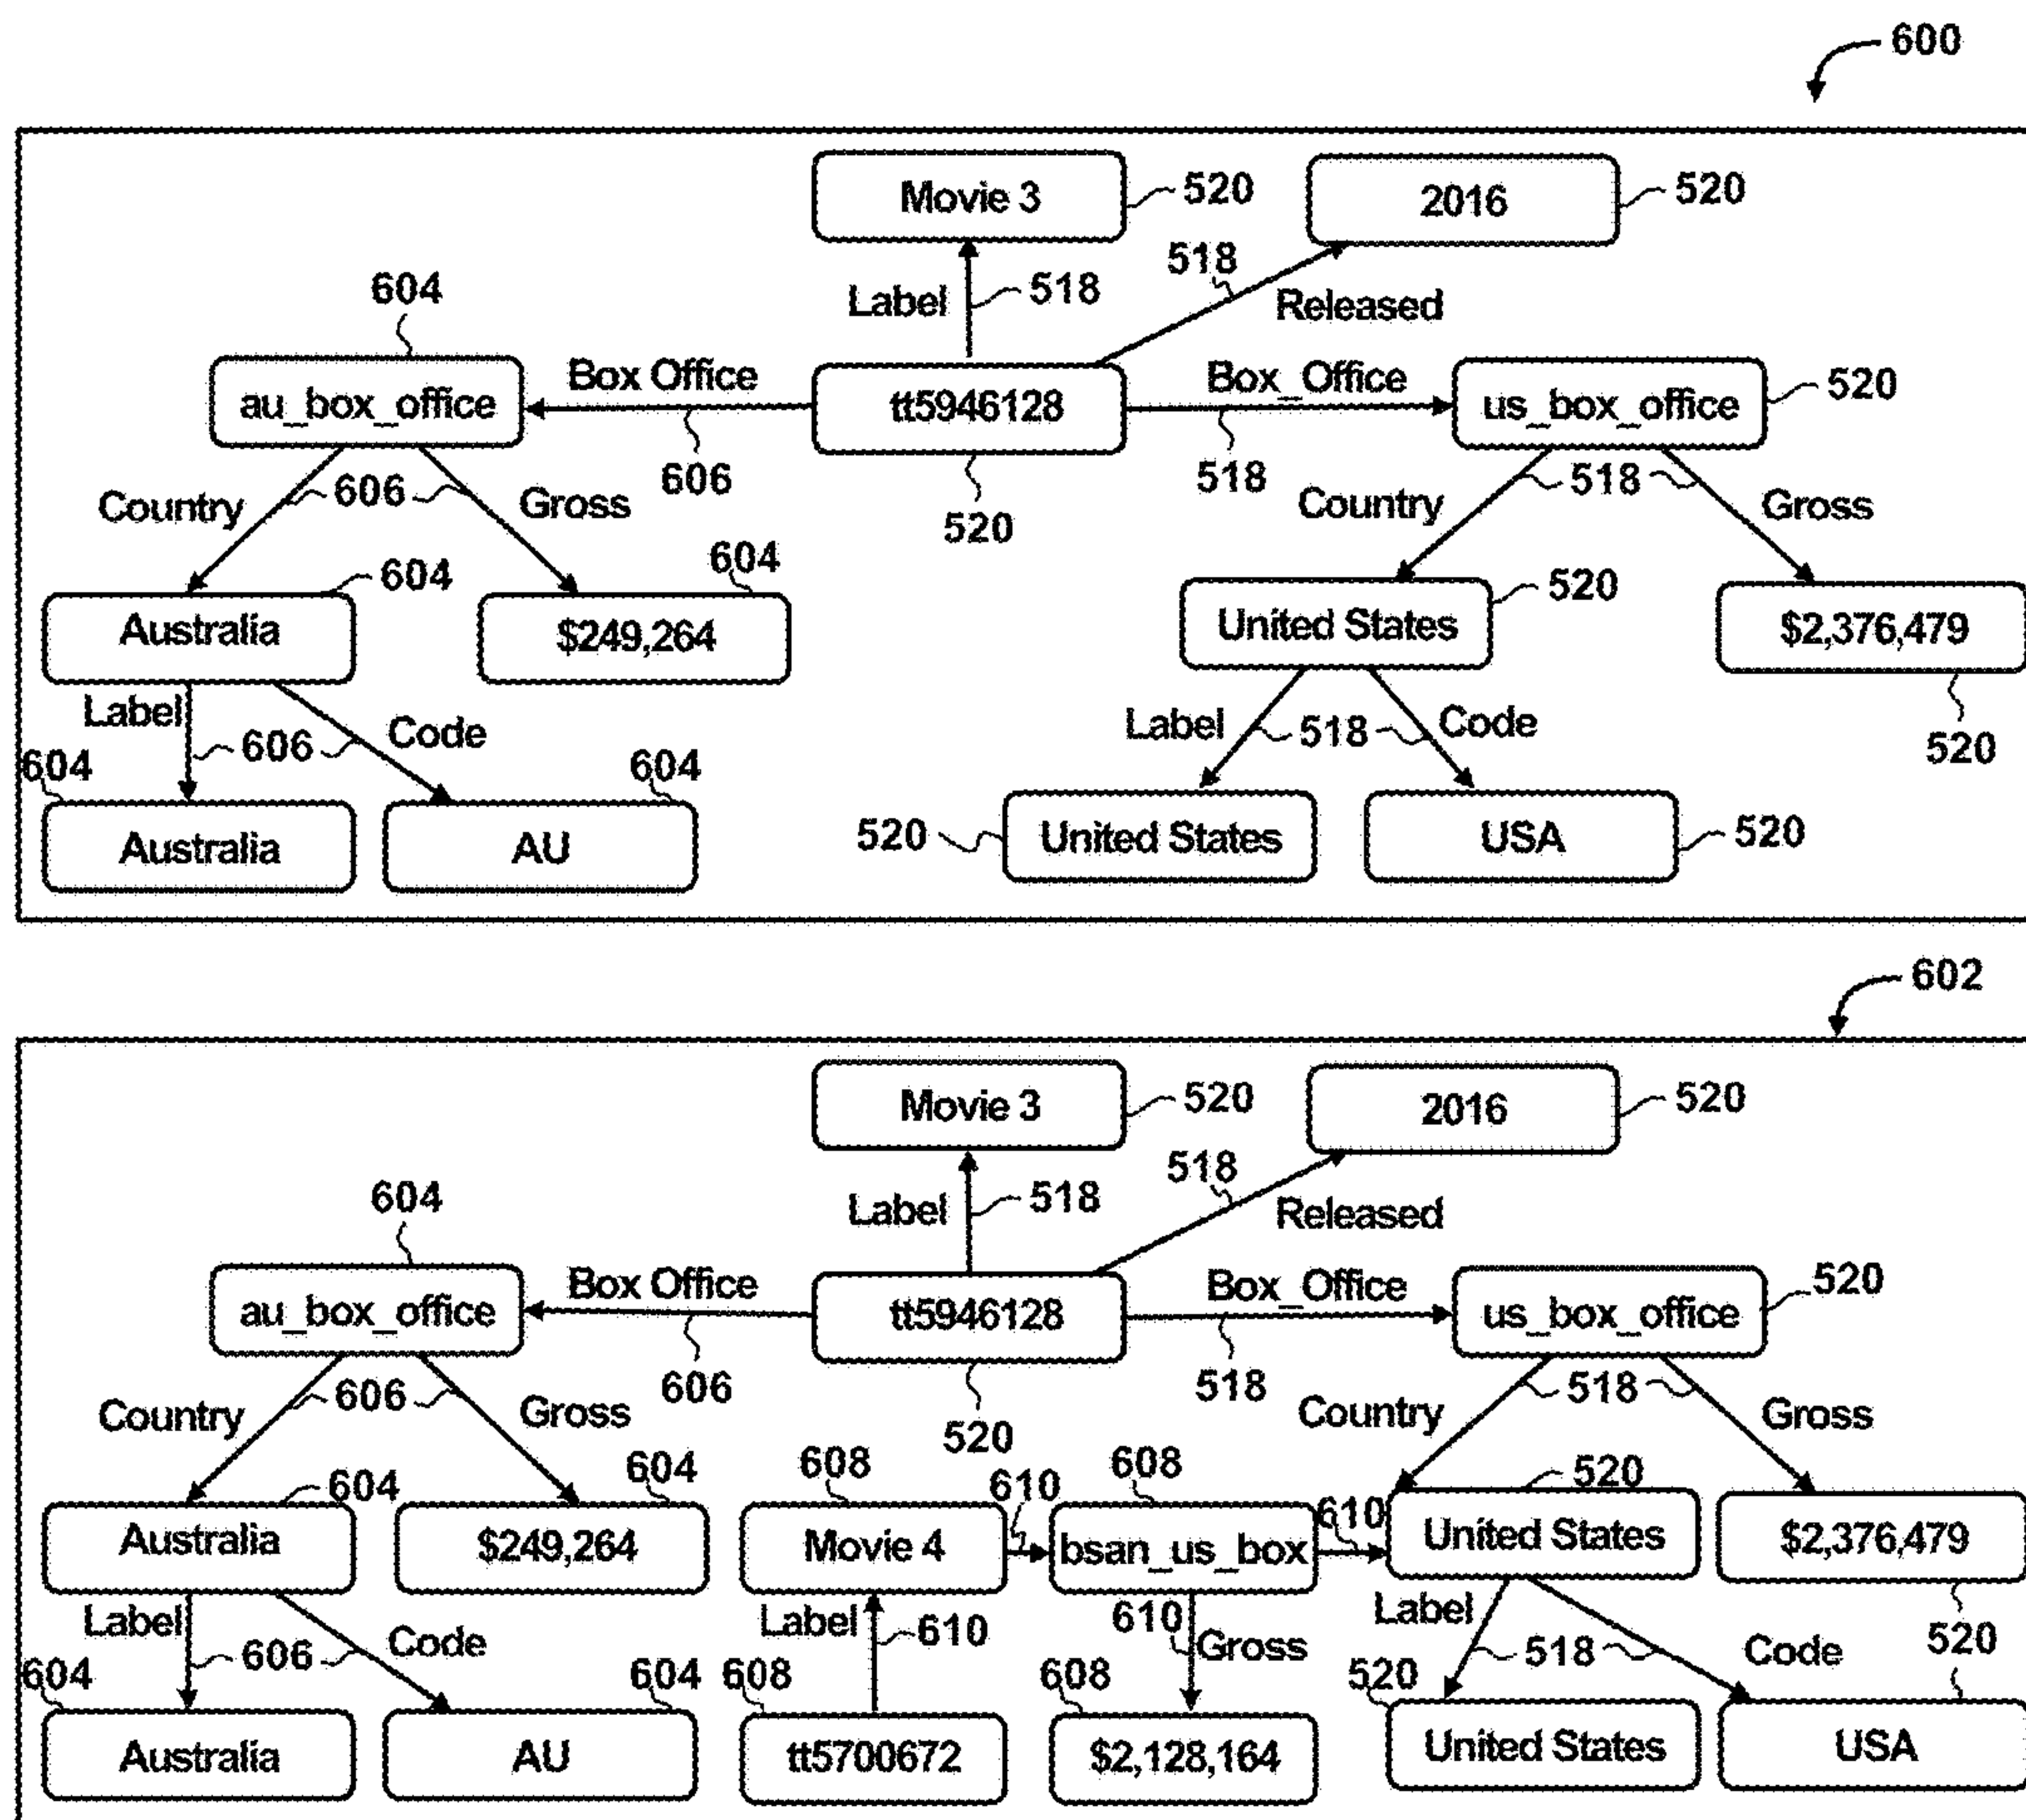 600
Movie 3 520 2016 520
518
604 Label 518 Released
au_box_office Box Office tt5946128 Box_Office us_box_office 520
606 518
Country 606 Gross 520 Country 518 Gross
604 604 520
Australia $249,264 United States $2,376,479
Label 606 Code Label 518 Code 520
604 604
Australia AU 520 United States USA 520
602
Movie 3 520 2016 520
518
604 Label 518 Released
au_box_office Box Office tt5946128 Box_Office us_box_office 520
606 518
Country 606 Gross 520 Country 518 Gross
604 604 608 610 608 610 520
Australia $249,264 Movie 4 bsan_us_box United States $2,376,479
Label 606 Code Label 610 610 Gross Label 518 Code 520
604 604 608 608 520
Australia AU tt5700672 $2,128,164 United States USA